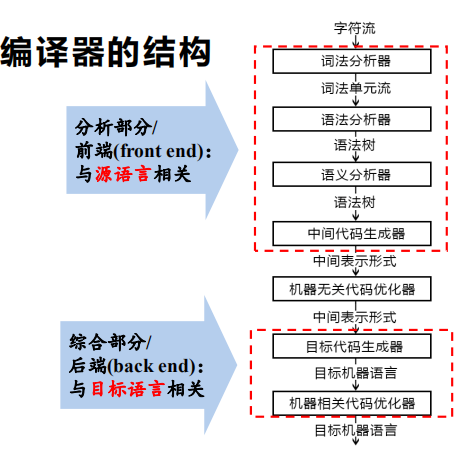 编译器的结构
分析部分/
前端(front end)：
与源语言相关
综合部分/
后端(back end)：
与目标语言相关
字符流
词法分析器
词法单元流
语法分析器
语法树
语义分析器
语法树
中间代码生成器
中间表示形式
机器无关代码优化器
中间表示形式
目标代码生成器
目标机器语言
机器相关代码优化器
目标机器语言